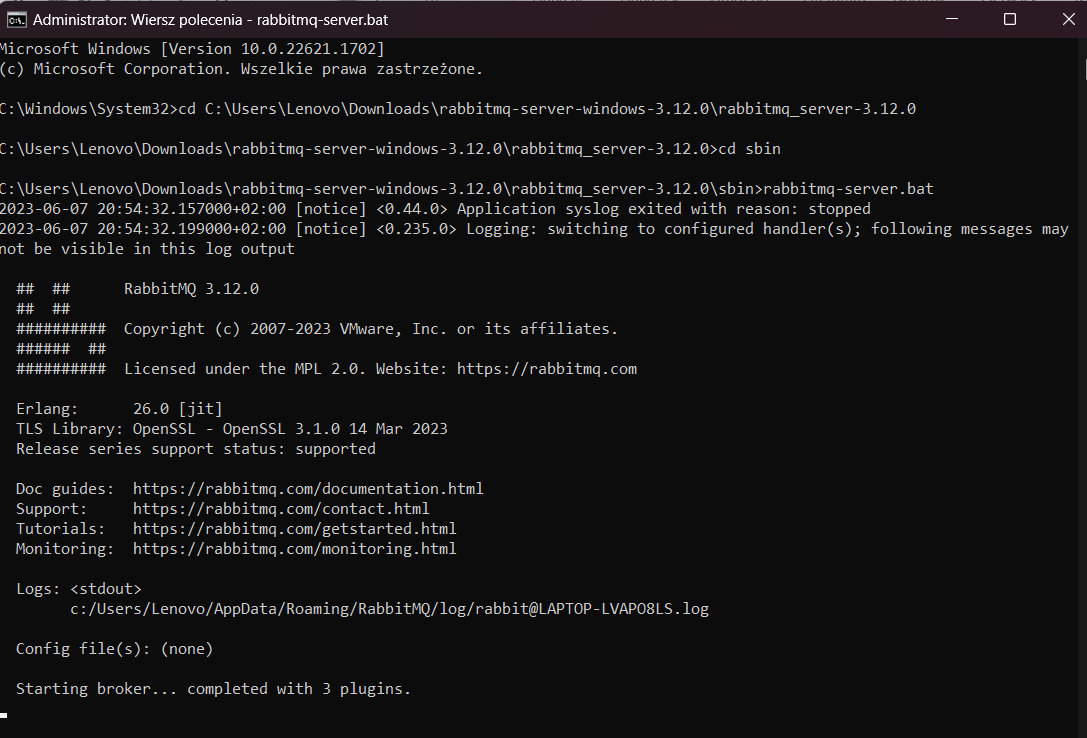 Administrator: Wiersz polecenia - rabbitmq-server.bat
Microsoft Windows [Version 10.0.22621.1702]
(c) Microsoft Corporation. Wszelkie prawa zastrzeżone.
C:\Windows\System32>cd C:\Users\Lenovo\Downloads\rabbitmq-server-windows-3.12.0\rabbitmq_server-3.12.0
C:\Users\Lenovo\Downloads\rabbitmq-server-windows-3.12.0\rabbitmq_server-3.12.0>cd sbin
C:\Users\Lenovo\Downloads\rabbitmq-server-windows-3.12.0\rabbitmq_server-3.12.0\sbin>rabbitmq-server.bat
2023-06-07 20:54:32.157000+02:00 [notice] <0.44.0> Application syslog exited with reason: stopped
2023-06-07 20:54:32.199000+02:00 [notice] <0.235.0> Logging: switching to configured handler(s); following messages may
not be visible in this log output
##  ##      RabbitMQ 3.12.0
##  ##
##########  Copyright (c) 2007-2023 VMware, Inc. or its affiliates.
######  ##
##########  Licensed under the MPL 2.0. Website: https://rabbitmq.com
Erlang:      26.0 [jit]
TLS Library: OpenSSL - OpenSSL 3.1.0 14 Mar 2023
Release series support status: supported
Doc guides:  https://rabbitmq.com/documentation.html
Support:     https://rabbitmq.com/contact.html
Tutorials:   https://rabbitmq.com/getstarted.html
Monitoring:  https://rabbitmq.com/monitoring.html
Logs: <stdout>
c:/Users/Lenovo/AppData/Roaming/RabbitMQ/log/rabbit@LAPTOP-LVAPO8LS.log
Config file(s): (none)
Starting broker... completed with 3 plugins.